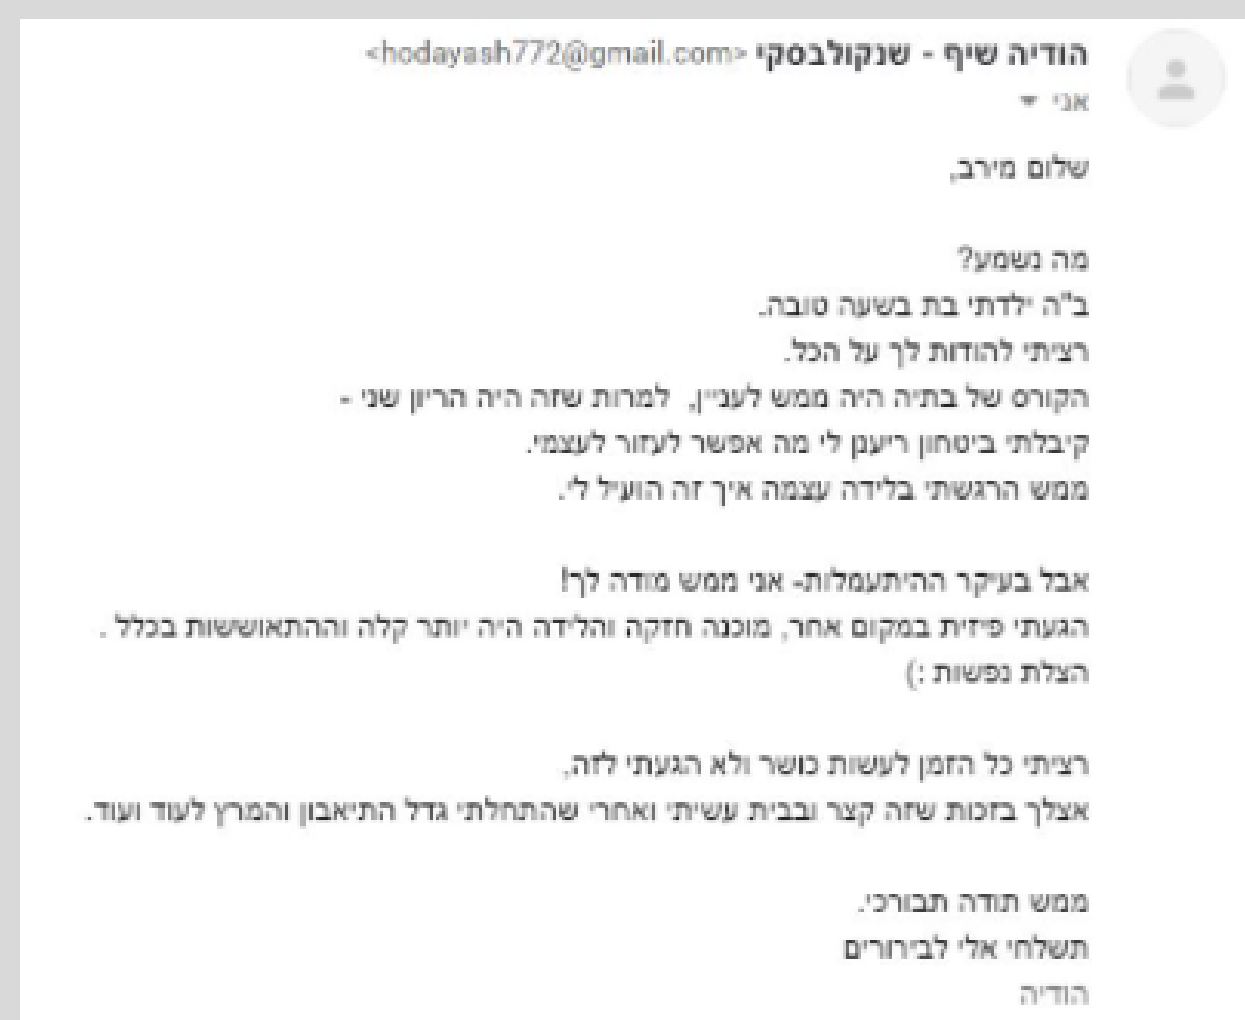 הודיה שיף - שנקולבסקי <hodayash772@gmail.com>
אני
שלום מירב,
מה נשמע?
ב"ה ילדתי בת בשעה טובה.
רציתי להודות לך על הכל.
הקורס של בתיה היה ממש לעניין, למרות שזה היה הריון שני -
קיבלתי ביטחון ריענן לי מה אפשר לעזור לעצמי.
ממש הרגשתי בלידה עצמה איך זה הועיל לי.
אבל בעיקר ההיתעמלות- אני ממש מודה לך!
הגעתי פיזית במקום אחר, מוכנה חזקה והלידה היה יותר קלה וההתאוששות בכלל .
הצלת נפשות :)
רציתי כל הזמן לעשות כושר ולא הגעתי לזה,
אצלך בזכות שזה קצר ובבית עשיתי ואחרי שהתחלתי גדל התיאבון והמרץ לעוד ועוד.
ממש תודה תבורכי.
תשלחי אלי לבירורים
הודיה